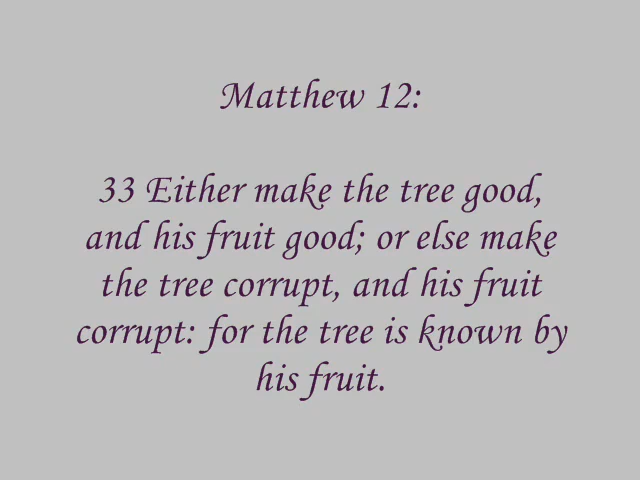 Matthew 12:
33 Either make the tree good,
and his fruit good; or else make
the tree corrupt, and his fruit
corrupt: for the tree is known by
his fruit.